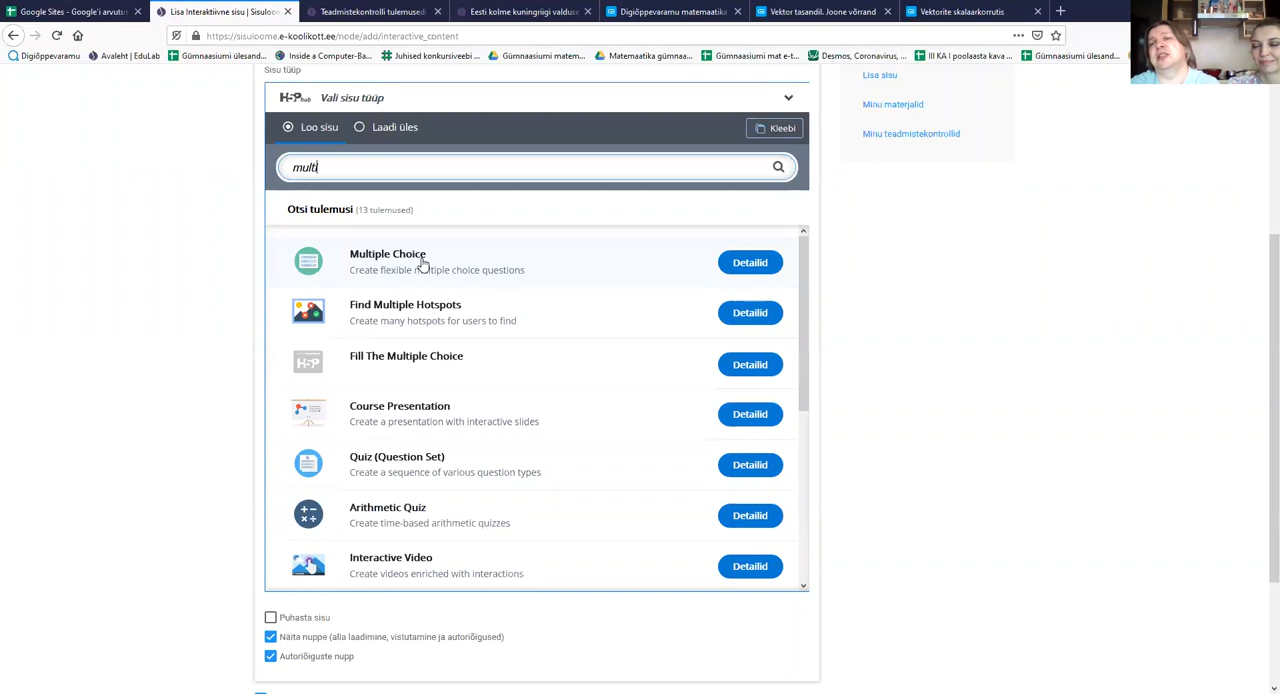 Google Sites - Google'i arvutus
Lisa Interaktiivne sisu | Sisuloom
Teadmistekontrolli tulemused
Eesti kolme kuningriigi valduse
Digiõppevaramu matemaatika
Vektor tasandil. Joone võrrand
Vektorite skalaarkorrutis
https://sisuloome.e-koolikott.ee/node/add/interactive_content
Digiõppevaramu
Avaleht | EduLab
Gümnaasiumi ülesand...
Inside a Computer-Ba...
Juhised konkursiveebi ...
Gümnaasiumi matem...
Matemaatika gümnaa...
Gümnaasiumi mat e-t...
Desmos, Coronavirus, ...
III KA I poolaasta kava ...
Gümnaasiumi ülesand...
Sisu tüüp
H5P hub Vali sisu tüüp
Loo sisu
Laadi üles
Kleebi
multi
Otsi tulemusi (13 tulemused)
Multiple Choice
Create flexible multiple choice questions
Detailid
Find Multiple Hotspots
Create many hotspots for users to find
Detailid
H5P
Fill The Multiple Choice
Detailid
Course Presentation
Create a presentation with interactive slides
Detailid
Quiz (Question Set)
Create a sequence of various question types
Detailid
Arithmetic Quiz
Create time-based arithmetic quizzes
Detailid
Interactive Video
Create videos enriched with interactions
Detailid
Puhasta sisu
Näita nuppe (alla laadimine, vistutamine ja autoriõigused)
Autoriõiguste nupp
Lisa sisu
Minu materjalid
Minu teadmistekontrollid